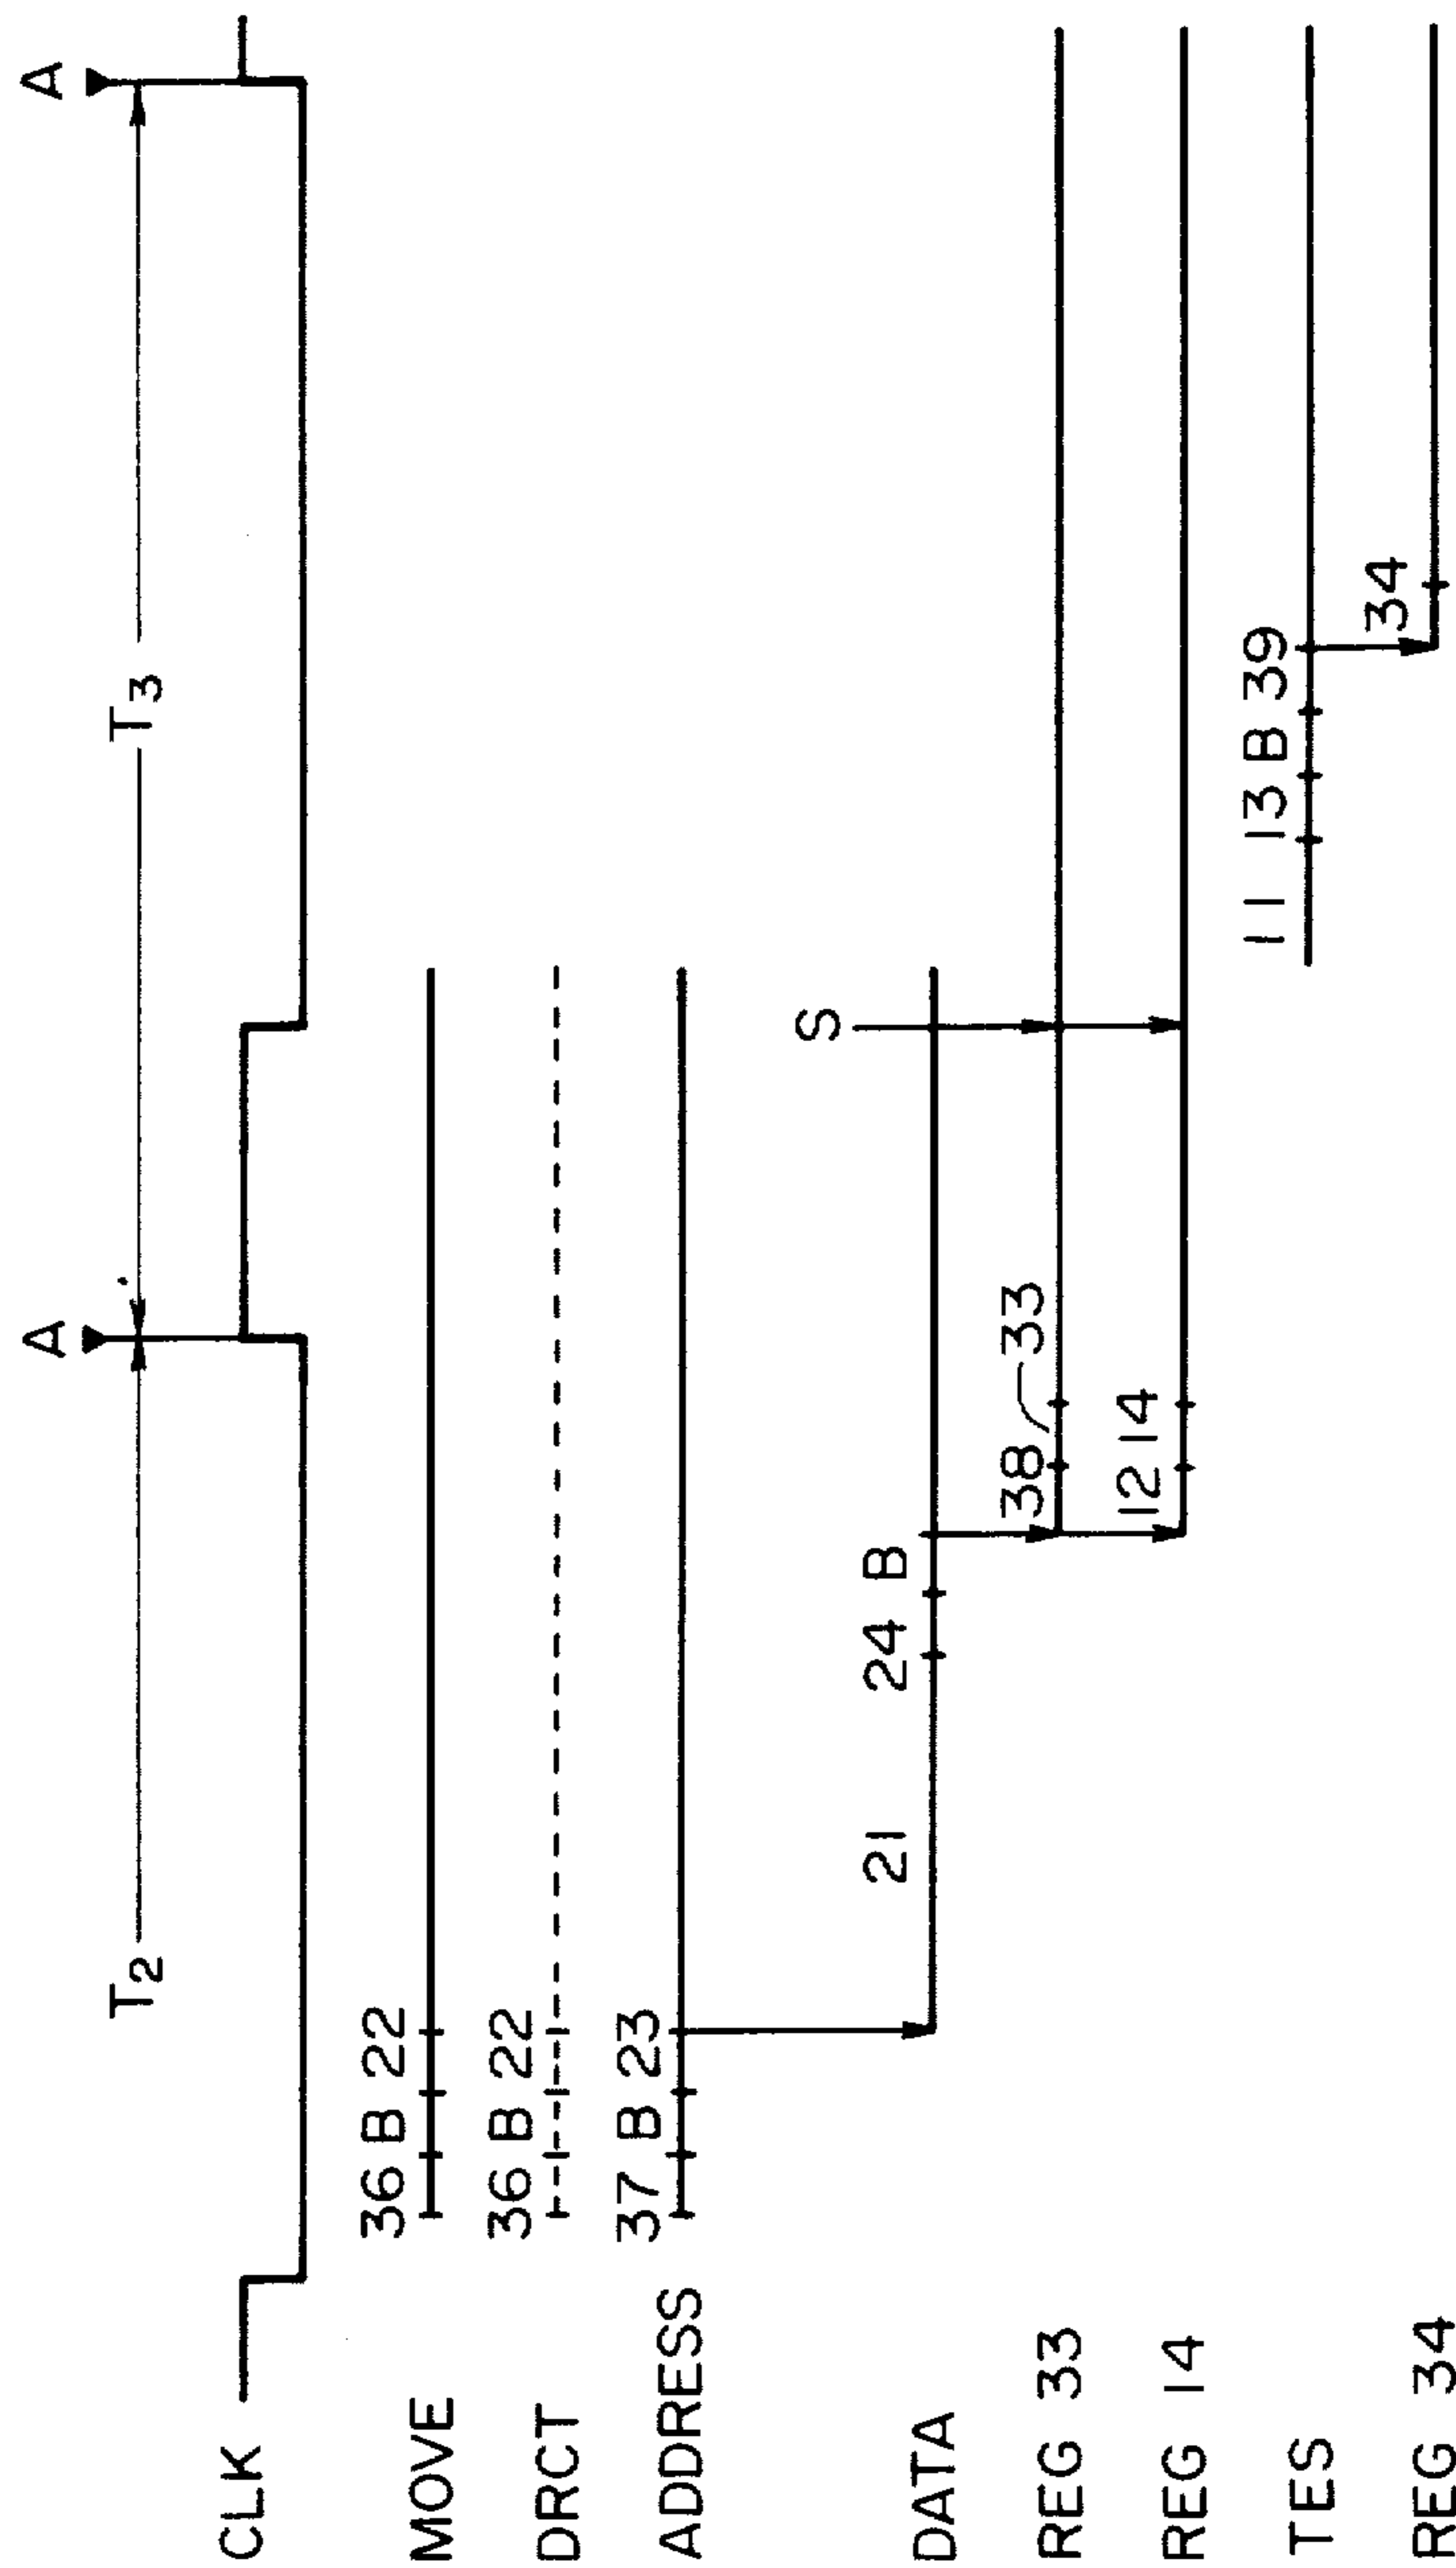 A A
T2 T3
CLK
MOVE 36 B 22
DRCT 36 B 22
ADDRESS 37 B 23
S
DATA 21 24 B
REG 33 38 33
REG 14 12 14
TES 11 13 B 39
REG 34 34